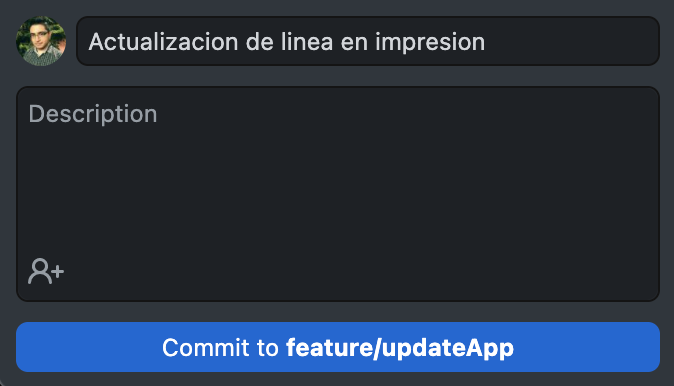 Actualizacion de linea en impresion
Description
Commit to feature/updateApp